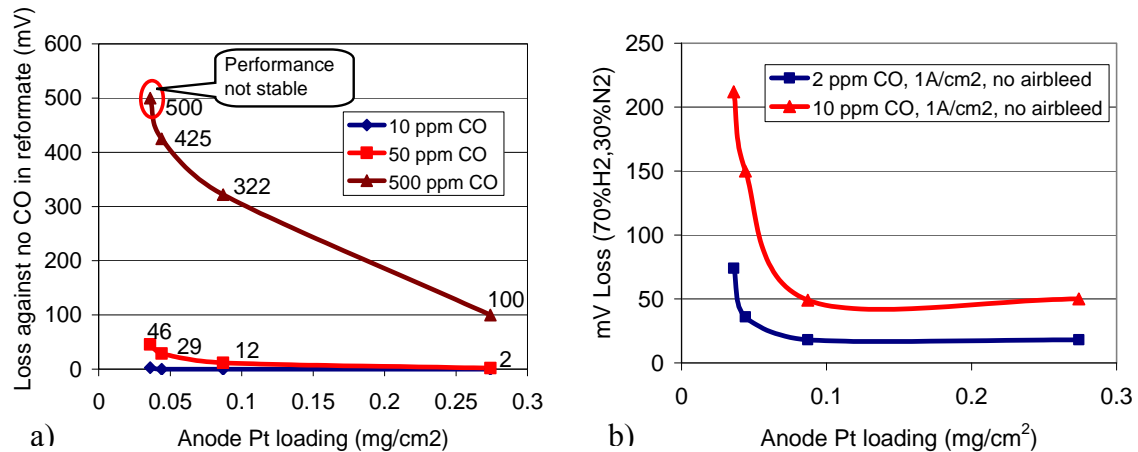 Loss against no CO in reformate (mV)
600
500
400
300
200
100
0
Performance
not stable
500
425
322
100
46
29
12
2
10 ppm CO
50 ppm CO
500 ppm CO
0
0.05
0.1
0.15
0.2
0.25
0.3
Anode Pt loading (mg/cm2)
a)
mV Loss (70%H2,30%N2)
250
200
150
100
50
0
2 ppm CO, 1A/cm2, no airbleed
10 ppm CO, 1A/cm2, no airbleed
0
0.1
0.2
0.3
Anode Pt loading (mg/cm²)
b)